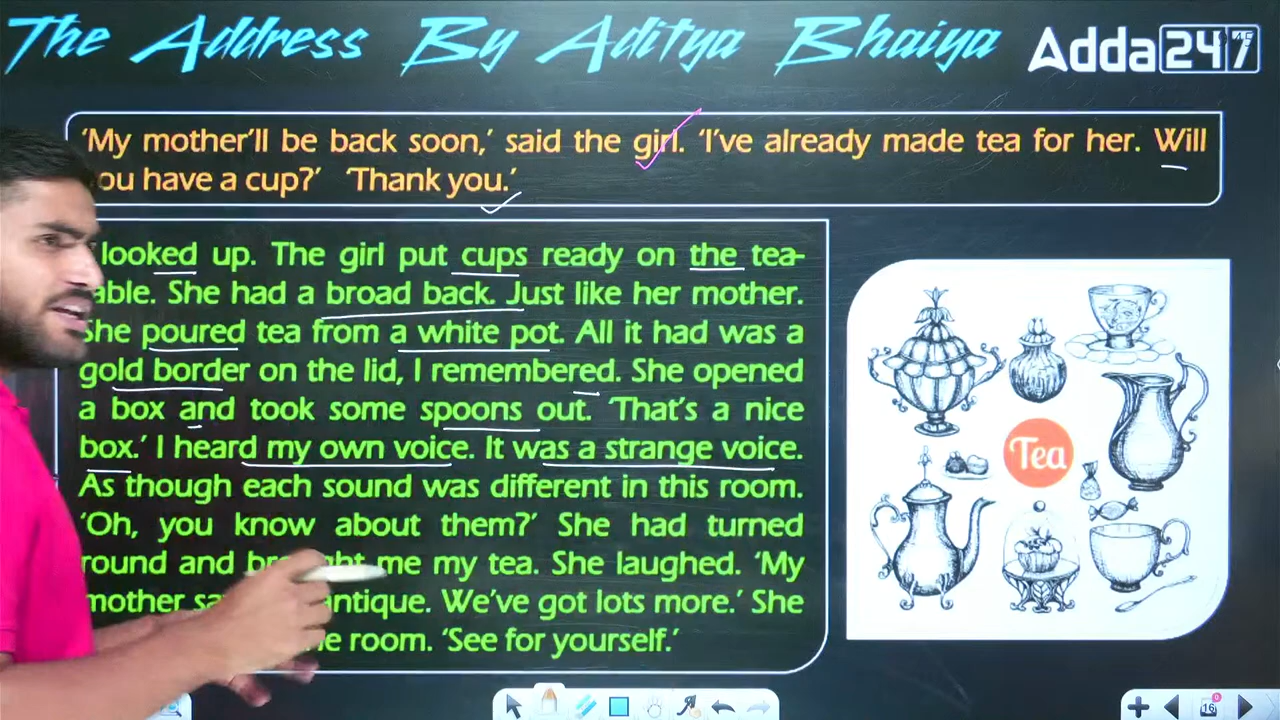 The Address By Aditya Bhaiya
Adda 247
'My mother'll be back soon,' said the girl. 'I've already made tea for her. Will
ou have a cup?' 'Thank you.'
looked up. The girl put cups ready on the tea-
able. She had a broad back. Just like her mother.
She poured tea from a white pot. All it had was a
gold border on the lid, I remembered. She opened
a box and took some spoons out. 'That's a nice
box.' I heard my own voice. It was a strange voice.
As though each sound was different in this room.
'Oh, you know about them?' She had turned
round and me my tea. She laughed. 'My
mother antique. We've got lots more.' She
room. 'See for yourself.'
Tea
16